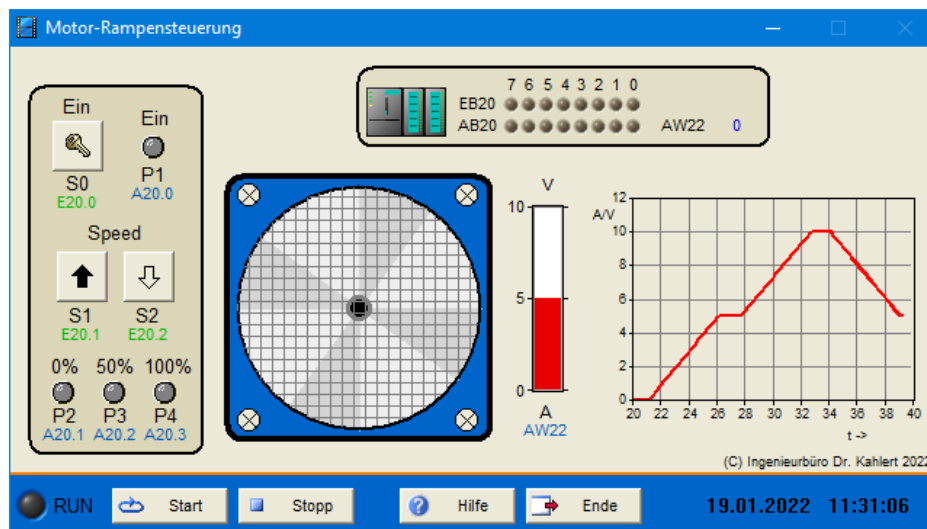 Motor-Rampensteuerung
7 6 5 4 3 2 1 0
EB20
AB20
AW22 0
Ein
Ein
S0
E20.0
P1
A20.0
Speed
S1
E20.1
S2
E20.2
0% 50% 100%
P2
A20.1
P3
A20.2
P4
A20.3
V
10
5
0
A
AW22
A/V
12
10
8
6
4
2
0
20 22 24 26 28 30 32 34 36 38 40
t ->
(C) Ingenieurbüro Dr. Kahlert 2022
RUN
Start
Stopp
Hilfe
Ende
19.01.2022 11:31:06